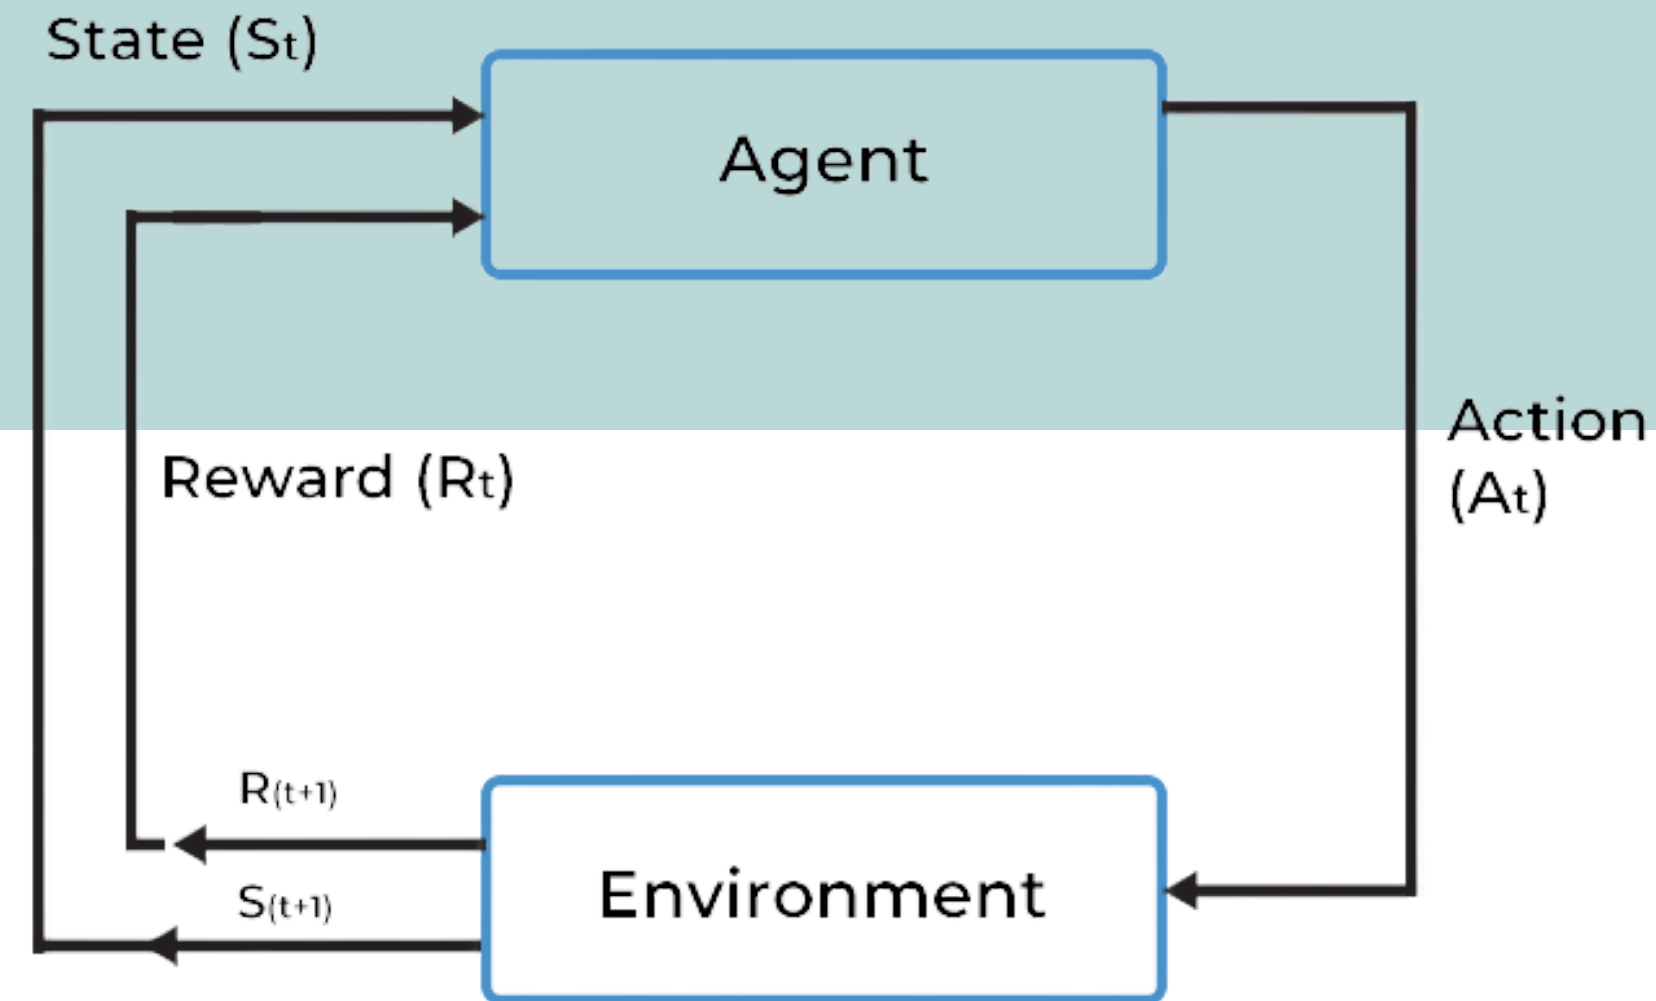 State (St)
Agent
Action
(At)
Reward (Rt)
R(t+1)
S(t+1)
Environment